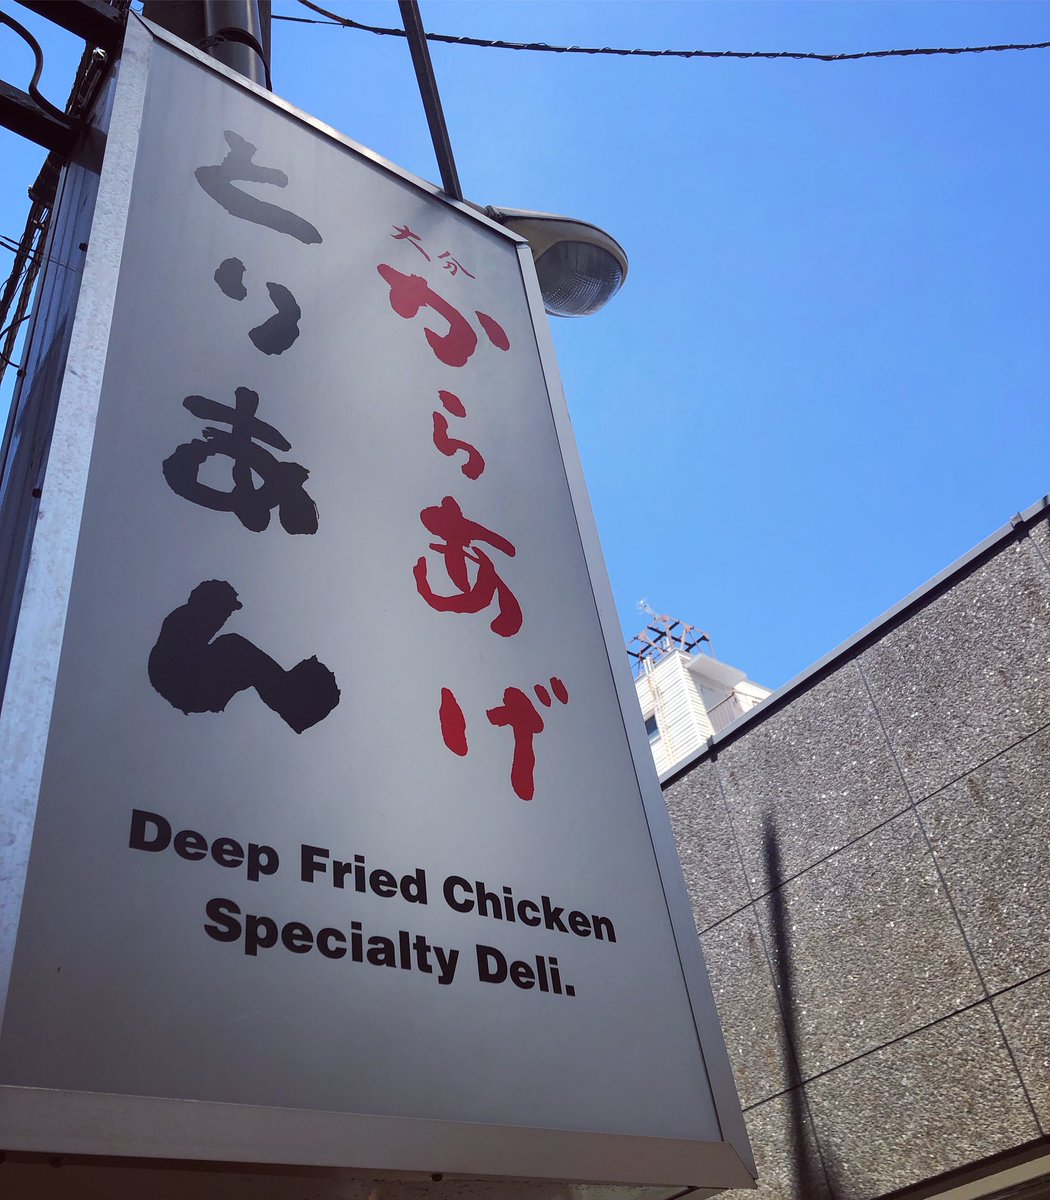 大分
からあげ
とりあん
Deep Fried Chicken
Specialty Deli.